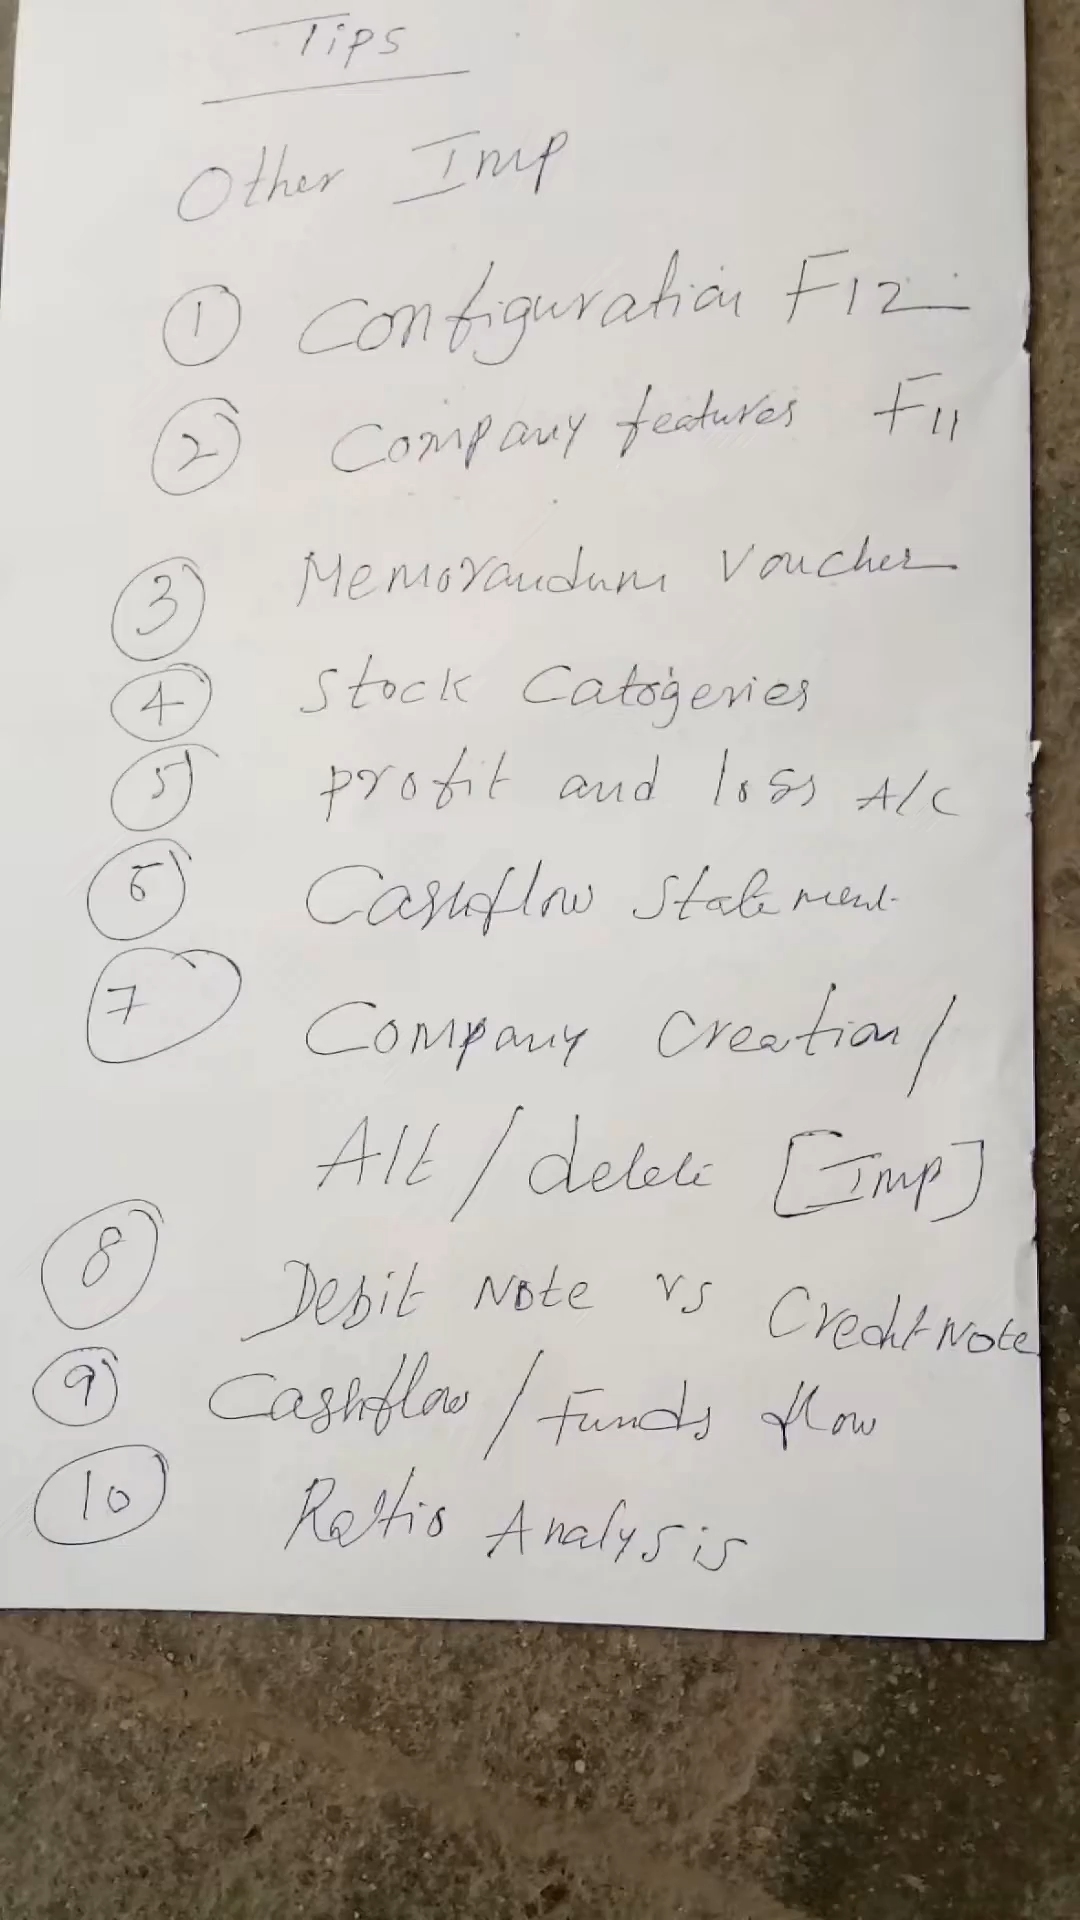 Tips
Other Imp
1 Configuration F12
2 Company features F11
3 Memorandum Voucher
4 Stock Catogeries
5 profit and loss A/C
6 Cashflow Statement
7 Company Creation/
Alt / delete [Imp]
8 Debit Note vs Credit Note
9 Cashflow / Funds flow
10 Ratio Analysis